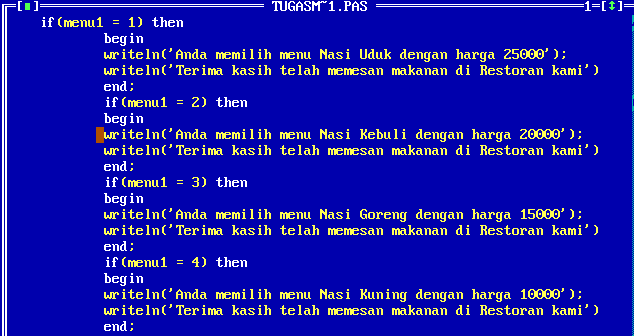 [■] TUGASM~1.PAS 1=[↕]
if(menu1 = 1) then
begin
writeln('Anda memilih menu Nasi Uduk dengan harga 25000');
writeln('Terima kasih telah memesan makanan di Restoran kami')
end;
if(menu1 = 2) then
begin
writeln('Anda memilih menu Nasi Kebuli dengan harga 20000');
writeln('Terima kasih telah memesan makanan di Restoran kami')
end;
if(menu1 = 3) then
begin
writeln('Anda memilih menu Nasi Goreng dengan harga 15000');
writeln('Terima kasih telah memesan makanan di Restoran kami')
end;
if(menu1 = 4) then
begin
writeln('Anda memilih menu Nasi Kuning dengan harga 10000');
writeln('Terima kasih telah memesan makanan di Restoran kami')
end;